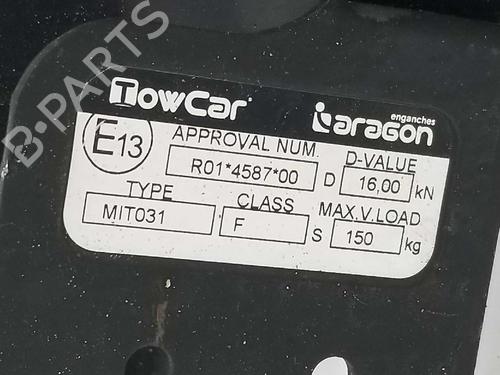 B-PARTS
TowCar
enganches
aragon
E13
APPROVAL NUM.
R01*4587*00
D-VALUE
D 16,00 kN
TYPE
MIT031
CLASS
F
MAX.V.LOAD
S 150 kg